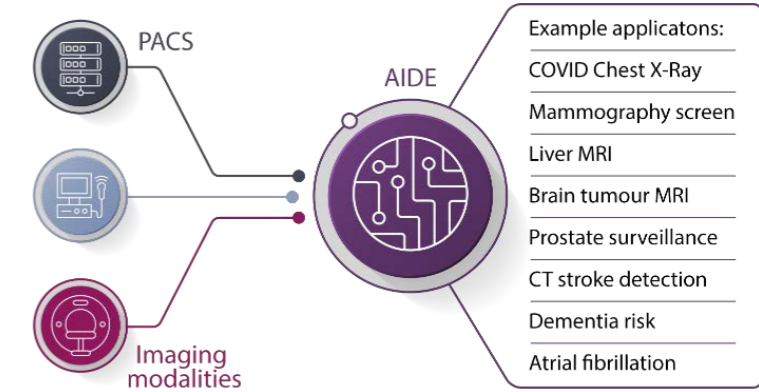 PACS
AIDE
Imaging
modalities
Example applicatons:
COVID Chest X-Ray
Mammography screen
Liver MRI
Brain tumour MRI
Prostate surveillance
CT stroke detection
Dementia risk
Atrial fibrillation